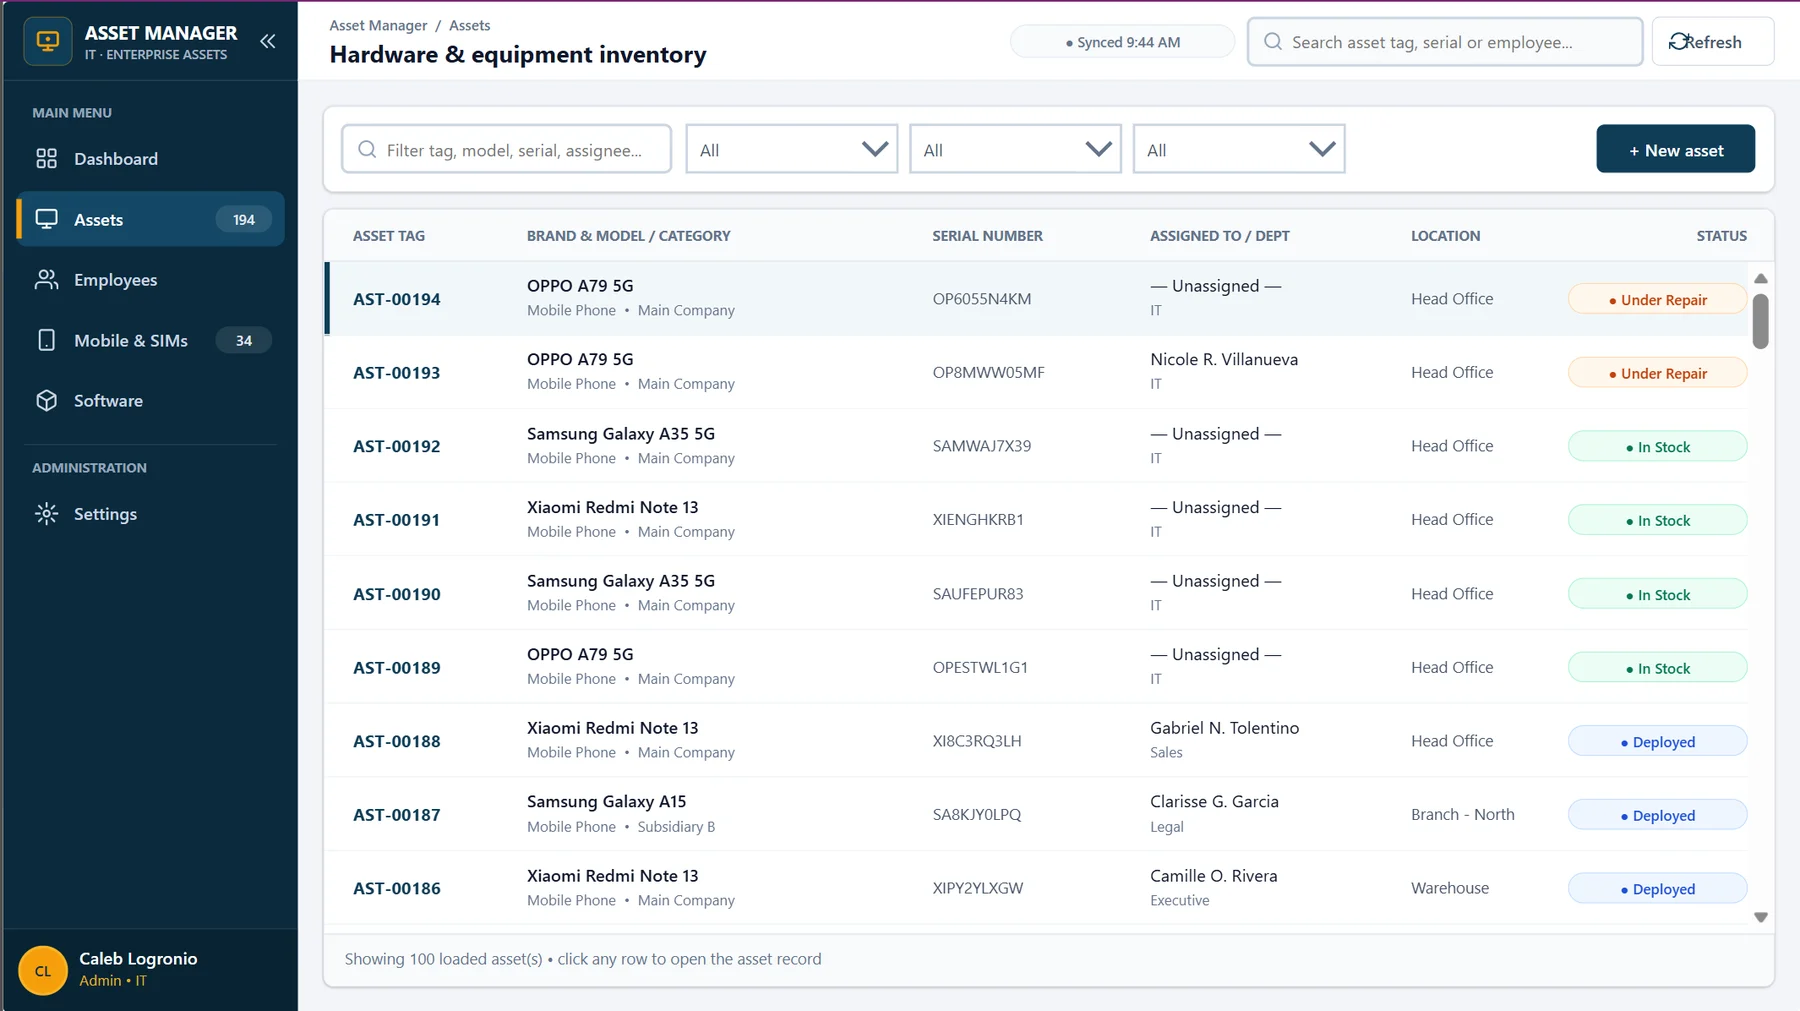 ASSET MANAGER
IT · ENTERPRISE ASSETS
MAIN MENU
Dashboard
Assets 194
Employees
Mobile & SIMs 34
Software
ADMINISTRATION
Settings
CL
Caleb Logronio
Admin • IT
Asset Manager / Assets
Hardware & equipment inventory
● Synced 9:44 AM
Search asset tag, serial or employee...
Refresh
Filter tag, model, serial, assignee...
All
All
All
+ New asset
ASSET TAG BRAND & MODEL / CATEGORY SERIAL NUMBER ASSIGNED TO / DEPT LOCATION STATUS
AST-00194 OPPO A79 5G OP6055N4KM — Unassigned — Head Office ● Under Repair
Mobile Phone • Main Company IT
AST-00193 OPPO A79 5G OP8MWW05MF Nicole R. Villanueva Head Office ● Under Repair
Mobile Phone • Main Company IT
AST-00192 Samsung Galaxy A35 5G SAMWAJ7X39 — Unassigned — Head Office ● In Stock
Mobile Phone • Main Company IT
AST-00191 Xiaomi Redmi Note 13 XIENGHKRB1 — Unassigned — Head Office ● In Stock
Mobile Phone • Main Company IT
AST-00190 Samsung Galaxy A35 5G SAUFEPUR83 — Unassigned — Head Office ● In Stock
Mobile Phone • Main Company IT
AST-00189 OPPO A79 5G OPESTWL1G1 — Unassigned — Head Office ● In Stock
Mobile Phone • Main Company IT
AST-00188 Xiaomi Redmi Note 13 XI8C3RQ3LH Gabriel N. Tolentino Head Office ● Deployed
Mobile Phone • Main Company Sales
AST-00187 Samsung Galaxy A15 SA8KJY0LPQ Clarisse G. Garcia Branch - North ● Deployed
Mobile Phone • Subsidiary B Legal
AST-00186 Xiaomi Redmi Note 13 XIPY2YLXGW Camille O. Rivera Warehouse ● Deployed
Mobile Phone • Main Company Executive
Showing 100 loaded asset(s) • click any row to open the asset record